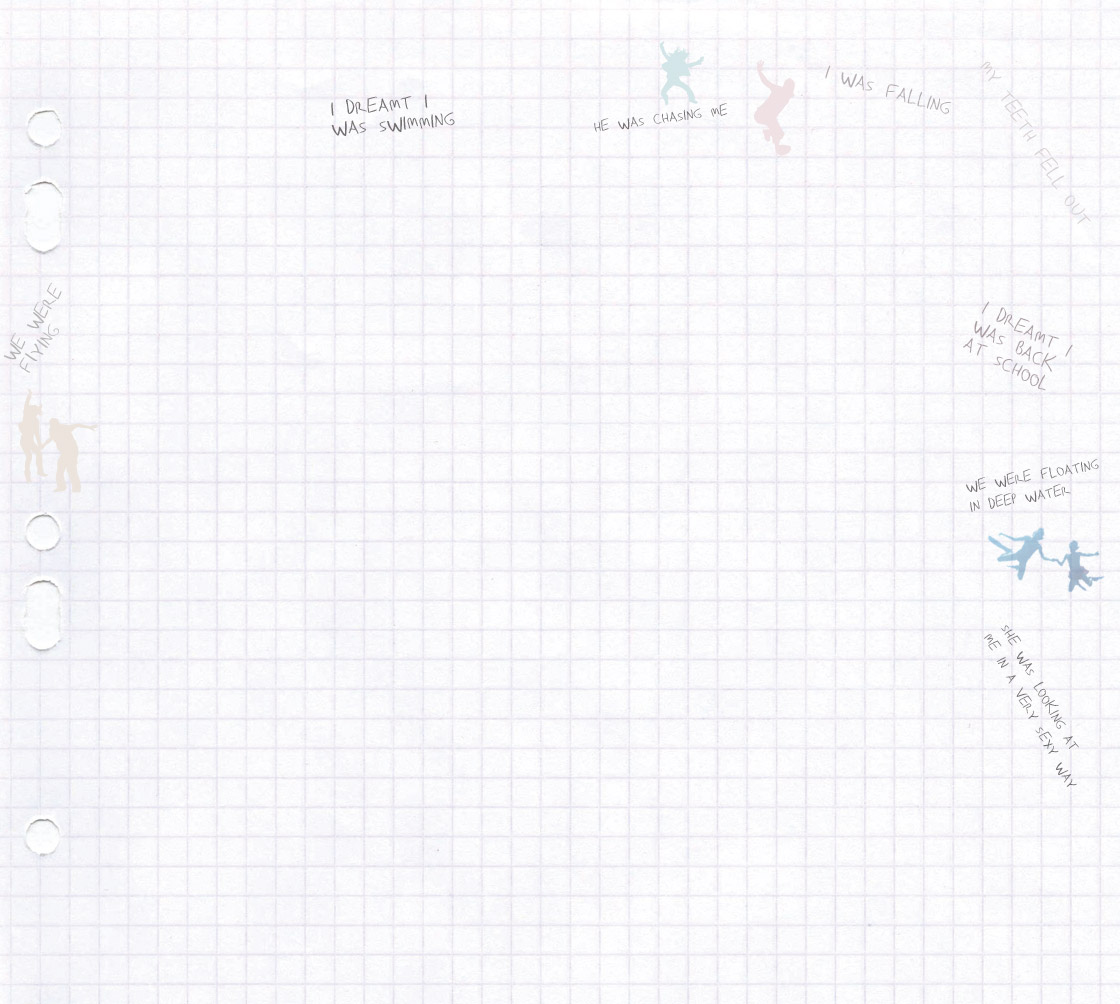 I DREAMT I
WAS SWIMMING
HE WAS CHASING ME
I WAS FALLING
MY TEETH FELL OUT
WE WERE
FLYING
I DREAMT I
WAS BACK
AT SCHOOL
WE WERE FLOATING
IN DEEP WATER
SHE WAS LOOKING AT
ME IN A VERY SEXY WAY